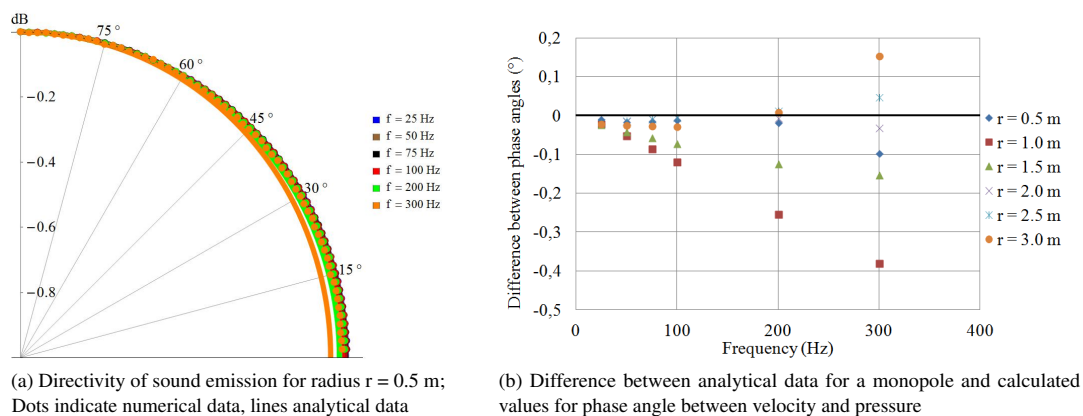 dB
75 °
60 °
45 °
30 °
15 °
−0.2
−0.4
−0.6
−0.8
f = 25 Hz
f = 50 Hz
f = 75 Hz
f = 100 Hz
f = 200 Hz
f = 300 Hz
(a) Directivity of sound emission for radius r = 0.5 m;
Dots indicate numerical data, lines analytical data
Difference between phase angles (°)
0,2
0,1
0
-0,1
-0,2
-0,3
-0,4
-0,5
0 100 200 300 400
Frequency (Hz)
r = 0.5 m
r = 1.0 m
r = 1.5 m
r = 2.0 m
r = 2.5 m
r = 3.0 m
(b) Difference between analytical data for a monopole and calculated
values for phase angle between velocity and pressure